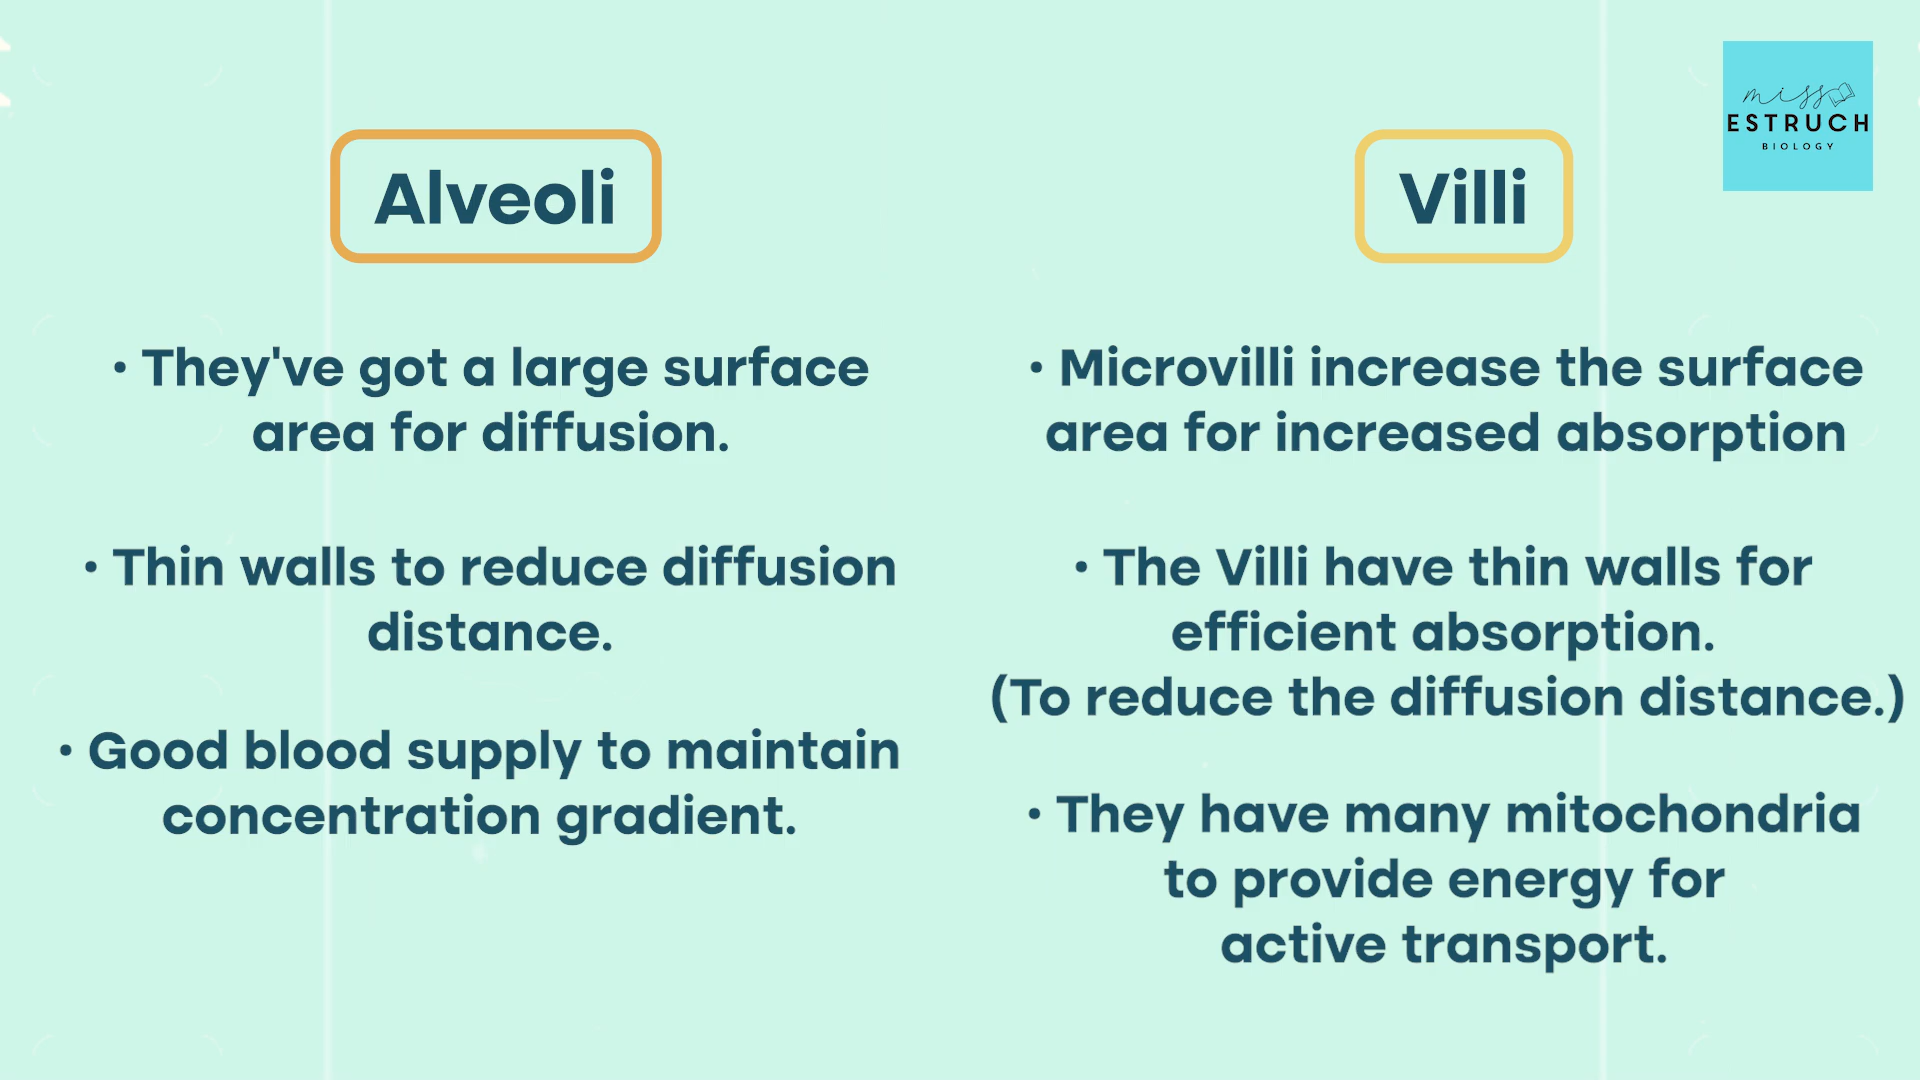 miss
ESTRUCH
BIOLOGY
Alveoli
• They've got a large surface
area for diffusion.
• Thin walls to reduce diffusion
distance.
• Good blood supply to maintain
concentration gradient.
Villi
• Microvilli increase the surface
area for increased absorption
• The Villi have thin walls for
efficient absorption.
(To reduce the diffusion distance.)
• They have many mitochondria
to provide energy for
active transport.